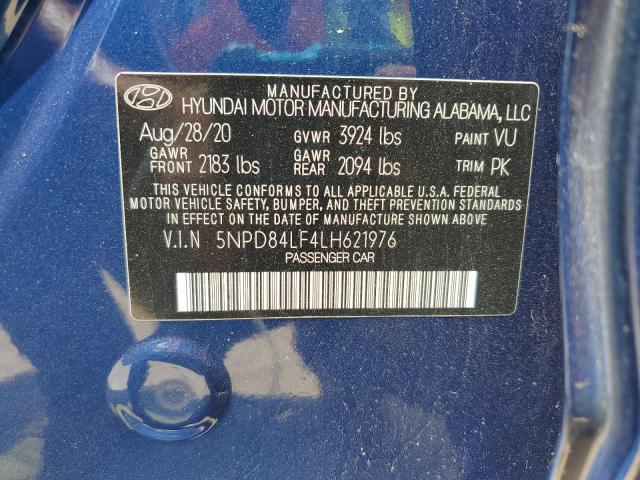 MANUFACTURED BY
HYUNDAI MOTOR MANUFACTURING ALABAMA, LLC
Aug/28/20 GVWR 3924 lbs PAINT VU
GAWR FRONT 2183 lbs GAWR REAR 2094 lbs TRIM PK
THIS VEHICLE CONFORMS TO ALL APPLICABLE U.S.A. FEDERAL
MOTOR VEHICLE SAFETY, BUMPER, AND THEFT PREVENTION STANDARDS
IN EFFECT ON THE DATE OF MANUFACTURE SHOWN ABOVE.
V.I.N 5NPD84LF4LH621976
PASSENGER CAR